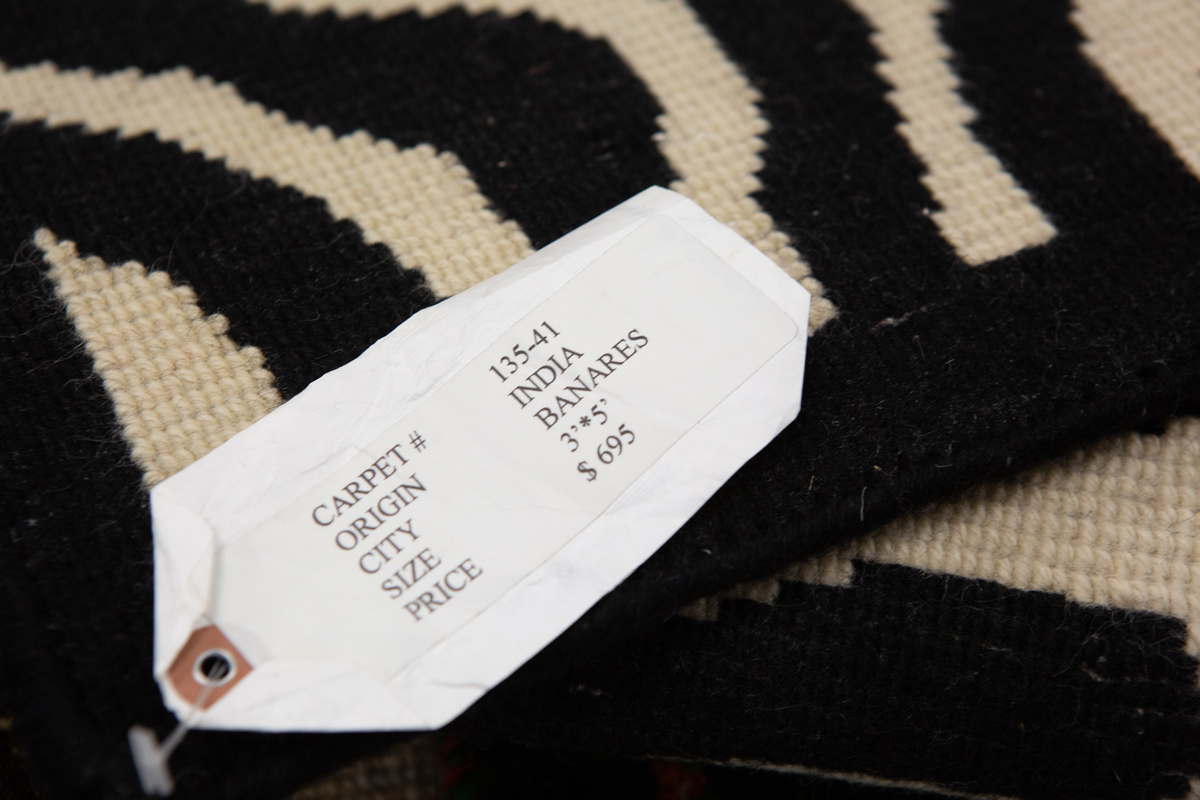 CARPET # 135-41
ORIGIN INDIA
CITY BANARES
SIZE 3'*5'
PRICE $ 695